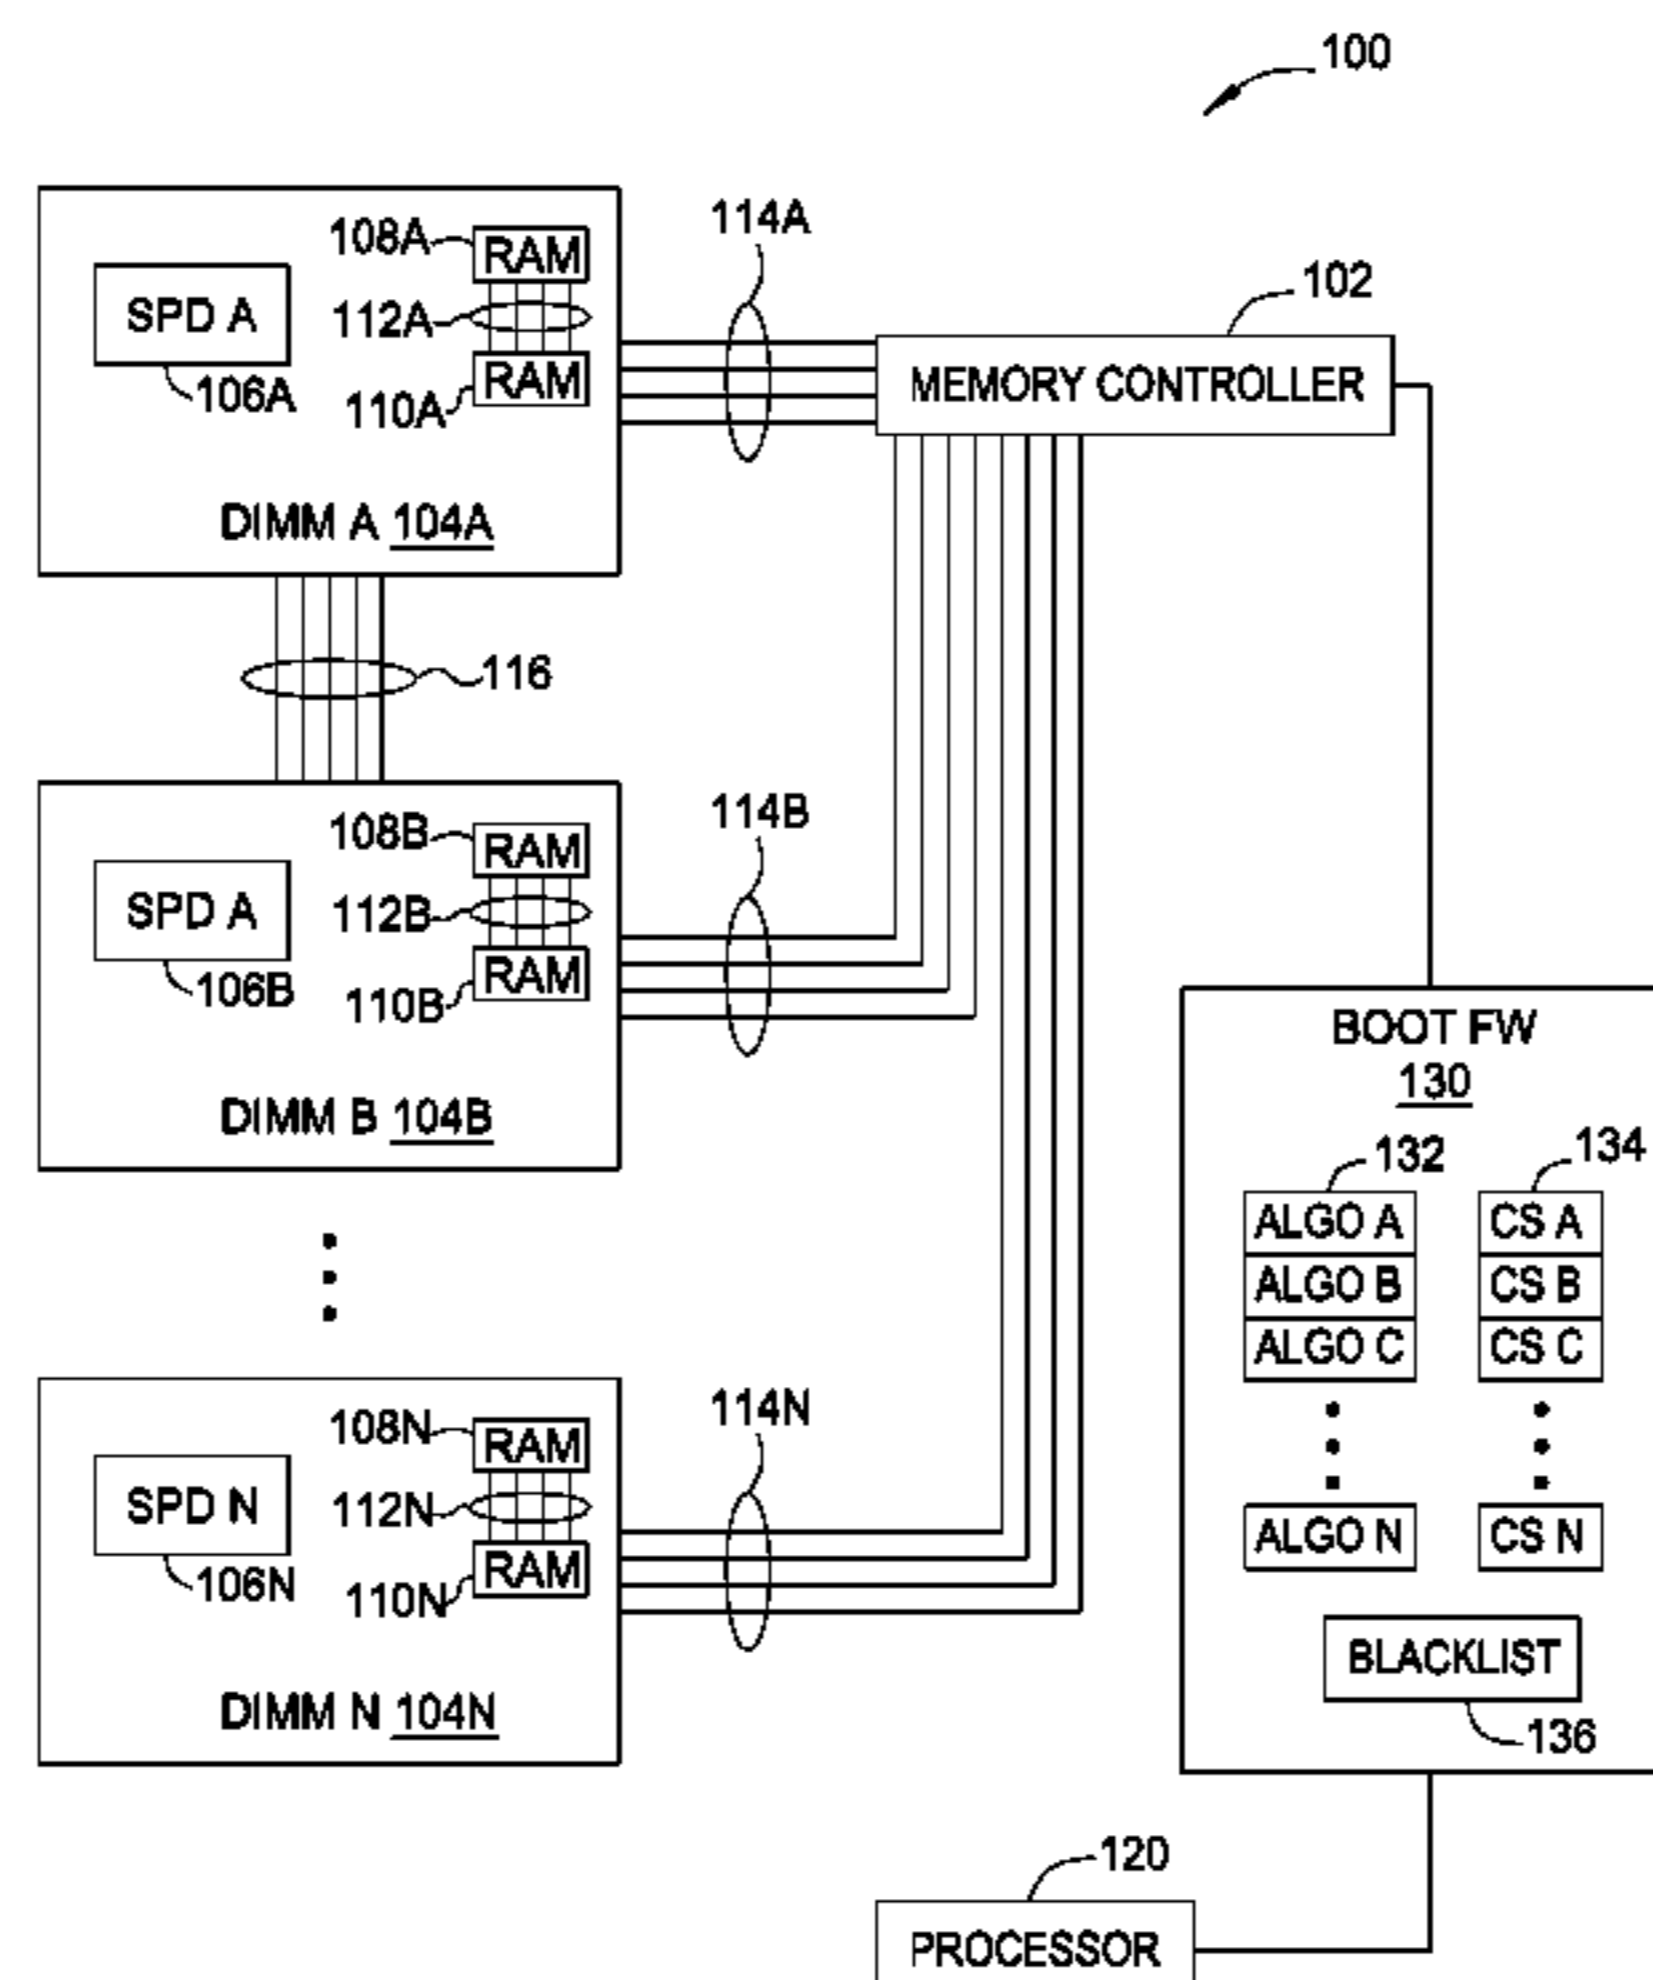 100
108A
RAM
114A
SPD A
112A
102
106A
110A
RAM
MEMORY CONTROLLER
DIMM A 104A
116
108B
RAM
114B
SPD A
112B
106B
110B
RAM
DIMM B 104B
BOOT FW
130
132
134
ALGO A
CS A
ALGO B
CS B
ALGO C
CS C
ALGO N
CS N
BLACKLIST
136
108N
RAM
114N
SPD N
112N
106N
110N
RAM
DIMM N 104N
120
PROCESSOR